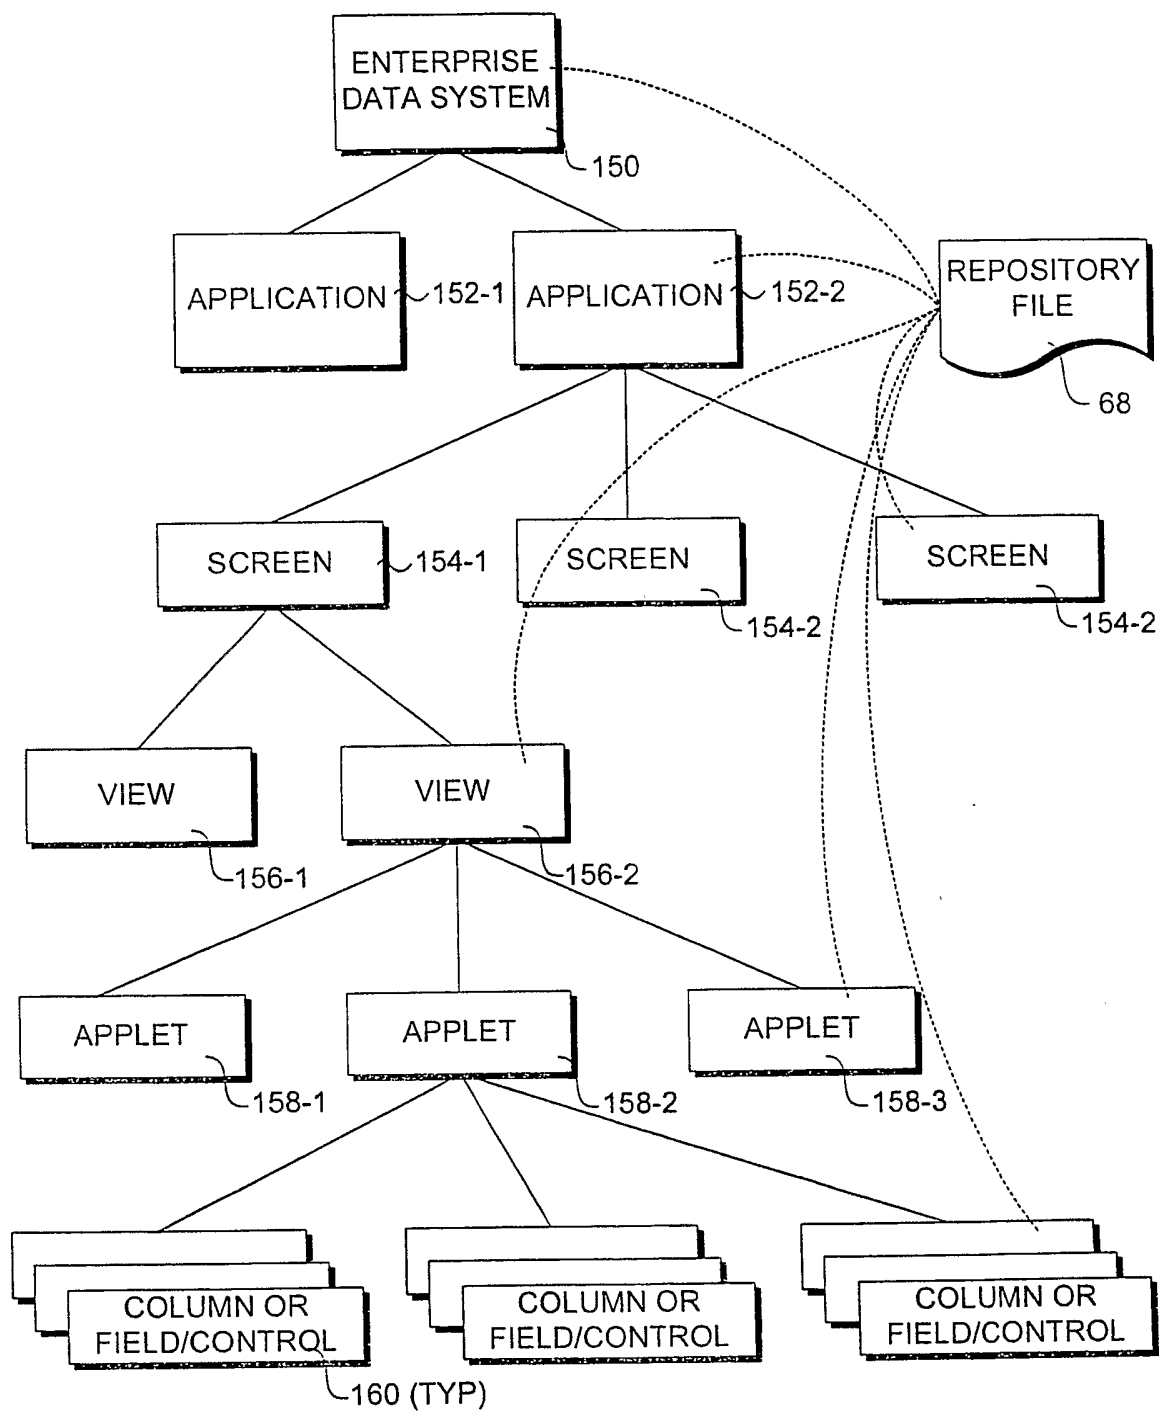 ENTERPRISE
DATA SYSTEM
150
APPLICATION
152-1
APPLICATION
152-2
REPOSITORY
FILE
68
SCREEN
154-1
SCREEN
154-2
SCREEN
154-2
VIEW
156-1
VIEW
156-2
APPLET
158-1
APPLET
158-2
APPLET
158-3
COLUMN OR
FIELD/CONTROL
160 (TYP)
COLUMN OR
FIELD/CONTROL
COLUMN OR
FIELD/CONTROL